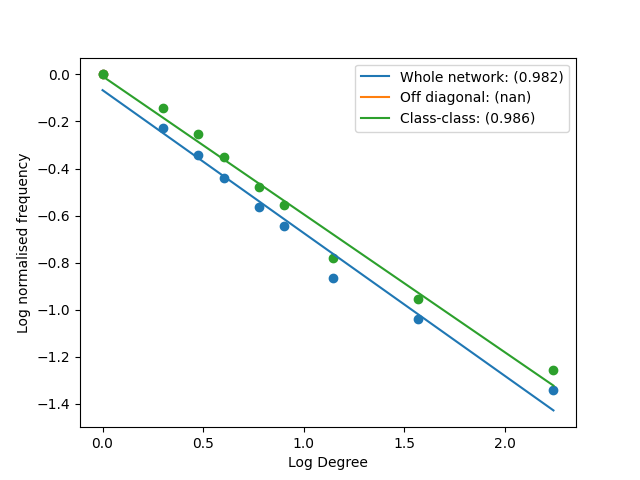 Whole network: (0.982)
Off diagonal: (nan)
Class-class: (0.986)
Log normalised frequency
0.0
−0.2
−0.4
−0.6
−0.8
−1.0
−1.2
−1.4
0.0 0.5 1.0 1.5 2.0
Log Degree